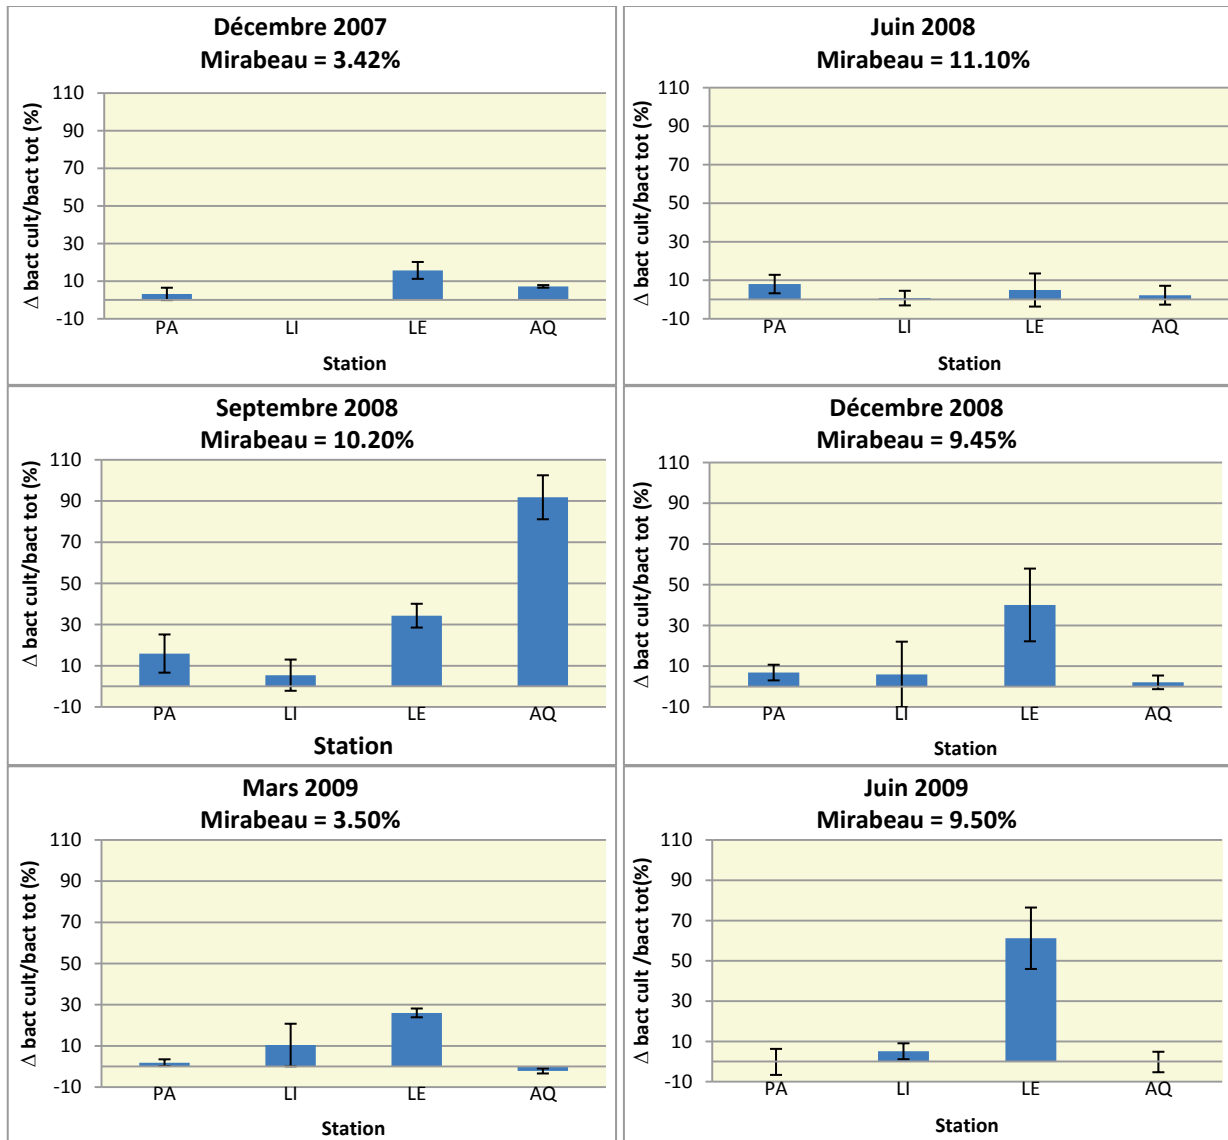 Décembre 2007
Mirabeau = 3.42%
Δ bact cult/bact tot (%)
110
90
70
50
30
10
-10
PA LI LE AQ
Station
Juin 2008
Mirabeau = 11.10%
Δ bact cult/bact tot (%)
110
90
70
50
30
10
-10
PA LI LE AQ
Station
Septembre 2008
Mirabeau = 10.20%
Δ bact cult/bact tot (%)
110
90
70
50
30
10
-10
PA LI LE AQ
Station
Décembre 2008
Mirabeau = 9.45%
Δ bact cult/bact tot (%)
110
90
70
50
30
10
-10
PA LI LE AQ
Station
Mars 2009
Mirabeau = 3.50%
Δ bact cult/bact tot (%)
110
90
70
50
30
10
-10
PA LI LE AQ
Station
Juin 2009
Mirabeau = 9.50%
Δ bact cult /bact tot(%)
110
90
70
50
30
10
-10
PA LI LE AQ
Station